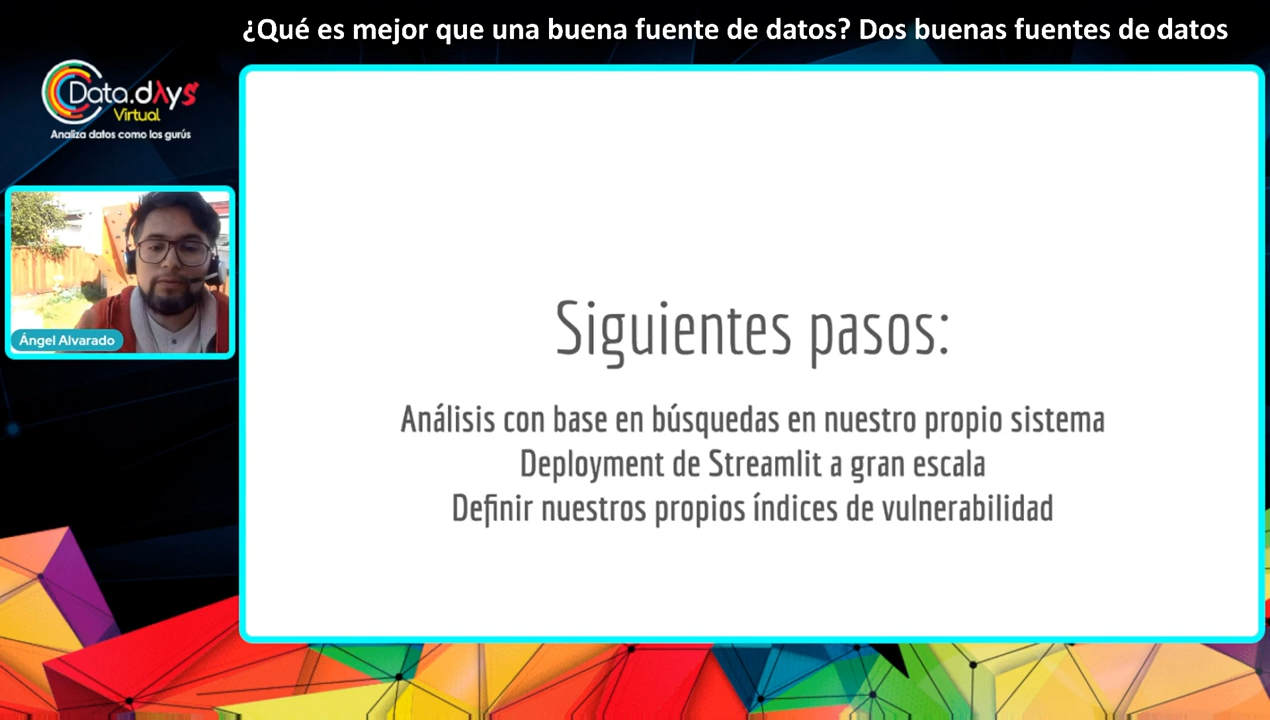 ¿Qué es mejor que una buena fuente de datos? Dos buenas fuentes de datos
Data.dλys
Virtual
Analiza datos como los gurús
Ángel Alvarado
Siguientes pasos:
Análisis con base en búsquedas en nuestro propio sistema
Deployment de Streamlit a gran escala
Definir nuestros propios índices de vulnerabilidad